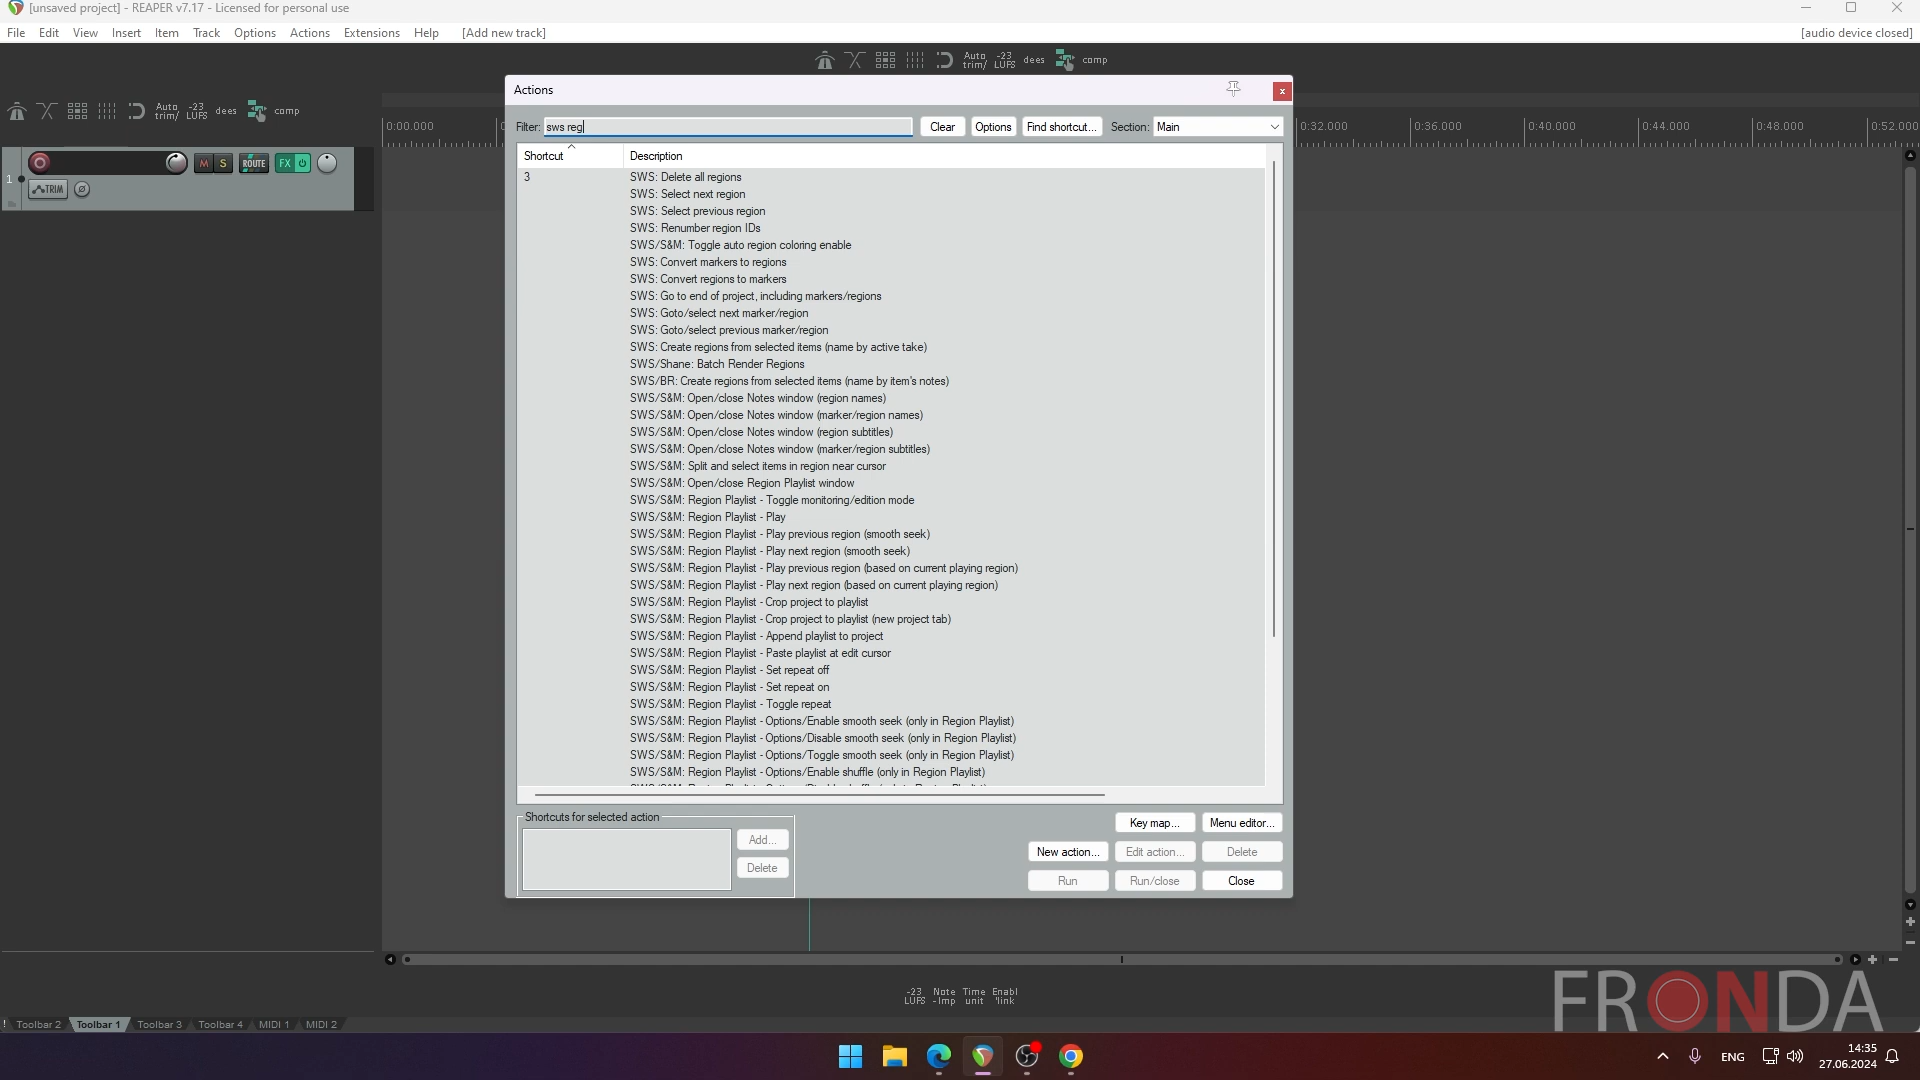 [unsaved project] - REAPER v7.17 - Licensed for personal use
File Edit View Insert Item Track Options Actions Extensions Help [Add new track] [audio device closed]
Auto trim/ -23 LUFS dees comp
Actions
Auto trim/ -23 LUFS dees comp
0:00.000 0:32.000 0:36.000 0:40.000 0:44.000 0:48.000 0:52.000
Filter: sws reg Clear Options Find shortcut... Section: Main
Shortcut Description
1 M S ROUTE FX
TRIM
3 SWS: Delete all regions
SWS: Select next region
SWS: Select previous region
SWS: Renumber region IDs
SWS/S&M: Toggle auto region coloring enable
SWS: Convert markers to regions
SWS: Convert regions to markers
SWS: Go to end of project, including markers/regions
SWS: Goto/select next marker/region
SWS: Goto/select previous marker/region
SWS: Create regions from selected items (name by active take)
SWS/Shane: Batch Render Regions
SWS/BR: Create regions from selected items (name by item's notes)
SWS/S&M: Open/close Notes window (region names)
SWS/S&M: Open/close Notes window (marker/region names)
SWS/S&M: Open/close Notes window (region subtitles)
SWS/S&M: Open/close Notes window (marker/region subtitles)
SWS/S&M: Split and select items in region near cursor
SWS/S&M: Open/close Region Playlist window
SWS/S&M: Region Playlist - Toggle monitoring/edition mode
SWS/S&M: Region Playlist - Play
SWS/S&M: Region Playlist - Play previous region (smooth seek)
SWS/S&M: Region Playlist - Play next region (smooth seek)
SWS/S&M: Region Playlist - Play previous region (based on current playing region)
SWS/S&M: Region Playlist - Play next region (based on current playing region)
SWS/S&M: Region Playlist - Crop project to playlist
SWS/S&M: Region Playlist - Crop project to playlist (new project tab)
SWS/S&M: Region Playlist - Append playlist to project
SWS/S&M: Region Playlist - Paste playlist at edit cursor
SWS/S&M: Region Playlist - Set repeat off
SWS/S&M: Region Playlist - Set repeat on
SWS/S&M: Region Playlist - Toggle repeat
SWS/S&M: Region Playlist - Options/Enable smooth seek (only in Region Playlist)
SWS/S&M: Region Playlist - Options/Disable smooth seek (only in Region Playlist)
SWS/S&M: Region Playlist - Options/Toggle smooth seek (only in Region Playlist)
SWS/S&M: Region Playlist - Options/Enable shuffle (only in Region Playlist)
Shortcuts for selected action
Add...
Delete
Key map... Menu editor...
New action... Edit action... Delete
Run Run/close Close
-23 Note Time Enabl
LUFS -Imp unit 'link
FRONDA
! Toolbar 2 Toolbar 1 Toolbar 3 Toolbar 4 MIDI 1 MIDI 2
ENG
14:35
27.06.2024